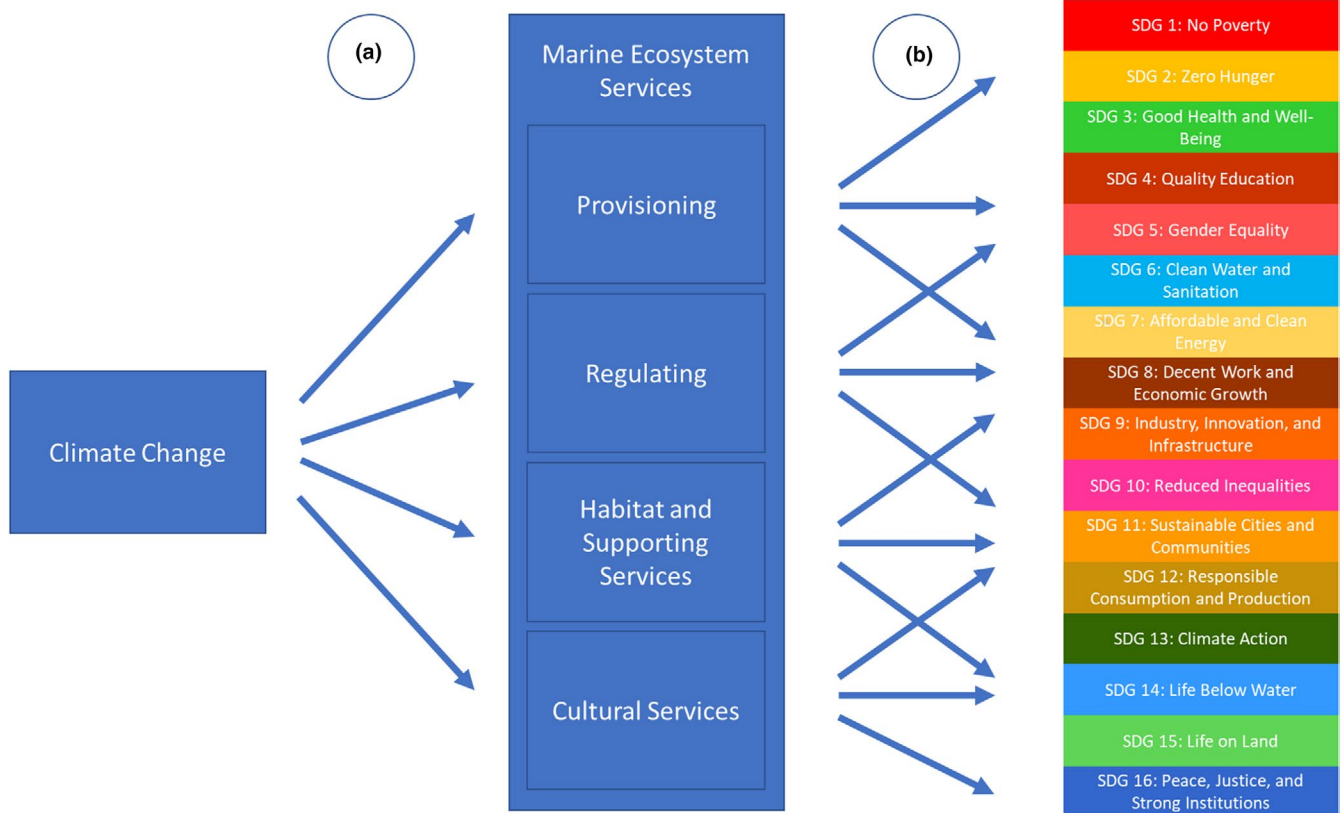 (a)
(b)
Climate Change
Marine Ecosystem
Services
Provisioning
Regulating
Habitat and
Supporting
Services
Cultural Services
SDG 1: No Poverty
SDG 2: Zero Hunger
SDG 3: Good Health and Well-
Being
SDG 4: Quality Education
SDG 5: Gender Equality
SDG 6: Clean Water and
Sanitation
SDG 7: Affordable and Clean
Energy
SDG 8: Decent Work and
Economic Growth
SDG 9: Industry, Innovation, and
Infrastructure
SDG 10: Reduced Inequalities
SDG 11: Sustainable Cities and
Communities
SDG 12: Responsible
Consumption and Production
SDG 13: Climate Action
SDG 14: Life Below Water
SDG 15: Life on Land
SDG 16: Peace, Justice, and
Strong Institutions